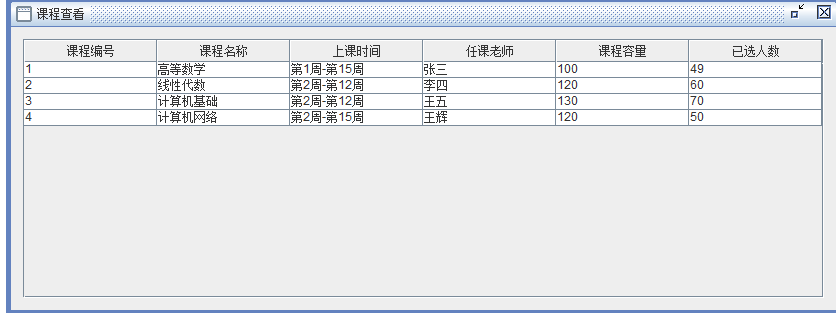 课程查看
课程编号 课程名称 上课时间 任课老师 课程容量 已选人数
1 高等数学 第1周-第15周 张三 100 49
2 线性代数 第2周-第12周 李四 120 60
3 计算机基础 第2周-第12周 王五 130 70
4 计算机网络 第2周-第15周 王辉 120 50